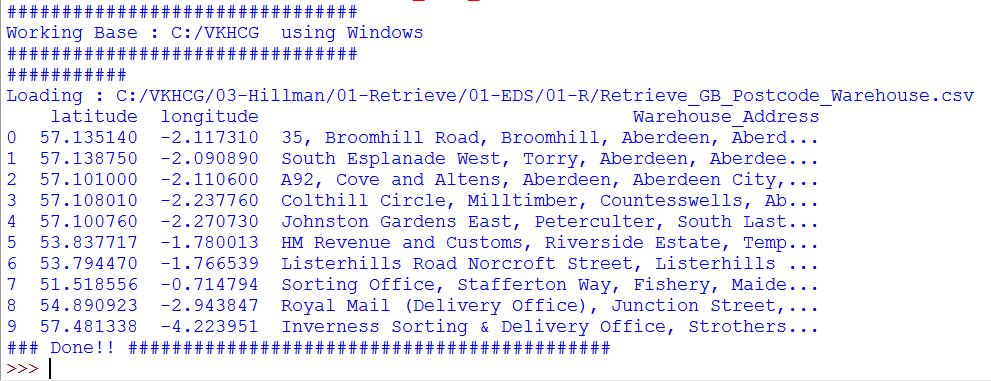 ################################
Working Base : C:/VKHCG  using Windows
################################
###########
Loading : C:/VKHCG/03-Hillman/01-Retrieve/01-EDS/01-R/Retrieve_GB_Postcode_Warehouse.csv
    latitude  longitude                                  Warehouse_Address
0  57.135140  -2.117310  35, Broomhill Road, Broomhill, Aberdeen, Aberd...
1  57.138750  -2.090890  South Esplanade West, Torry, Aberdeen, Aberdee...
2  57.101000  -2.110600  A92, Cove and Altens, Aberdeen, Aberdeen City,...
3  57.108010  -2.237760  Colthill Circle, Milltimber, Countesswells, Ab...
4  57.100760  -2.270730  Johnston Gardens East, Peterculter, South Last...
5  53.837717  -1.780013  HM Revenue and Customs, Riverside Estate, Temp...
6  53.794470  -1.766539  Listerhills Road Norcroft Street, Listerhills ...
7  51.518556  -0.714794  Sorting Office, Stafferton Way, Fishery, Maide...
8  54.890923  -2.943847  Royal Mail (Delivery Office), Junction Street,...
9  57.481338  -4.223951  Inverness Sorting & Delivery Office, Strothers...
### Done!! ############################################
>>>